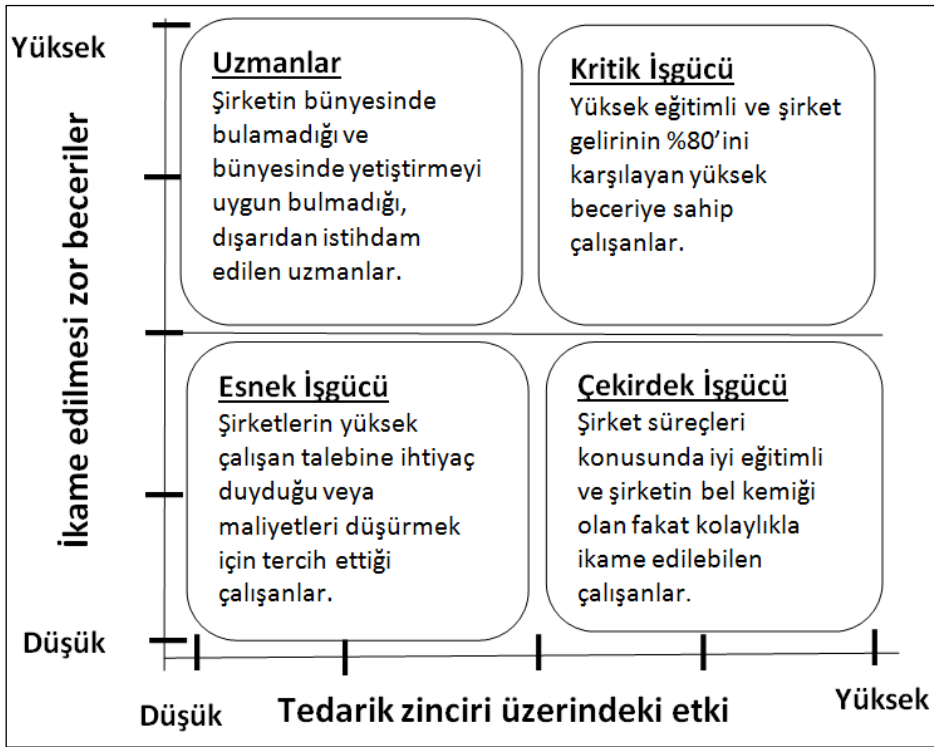 Yüksek
Uzmanlar
Şirketin bünyesinde
bulamadığı ve
bünyesinde yetiştirmeyi
uygun bulmadığı,
dışarıdan istihdam
edilen uzmanlar.
Kritik İşgücü
Yüksek eğitimli ve şirket
gelirinin %80’ini
karşılayan yüksek
beceriye sahip
çalışanlar.
İkame edilmesi zor beceriler
Esnek İşgücü
Şirketlerin yüksek
çalışan talebine ihtiyaç
duyduğu veya
maliyetleri düşürmek
için tercih ettiği
çalışanlar.
Çekirdek İşgücü
Şirket süreçleri
konusunda iyi eğitimli
ve şirketin bel kemiği
olan fakat kolaylıkla
ikame edilebilen
çalışanlar.
Düşük
Düşük
Tedarik zinciri üzerindeki etki
Yüksek